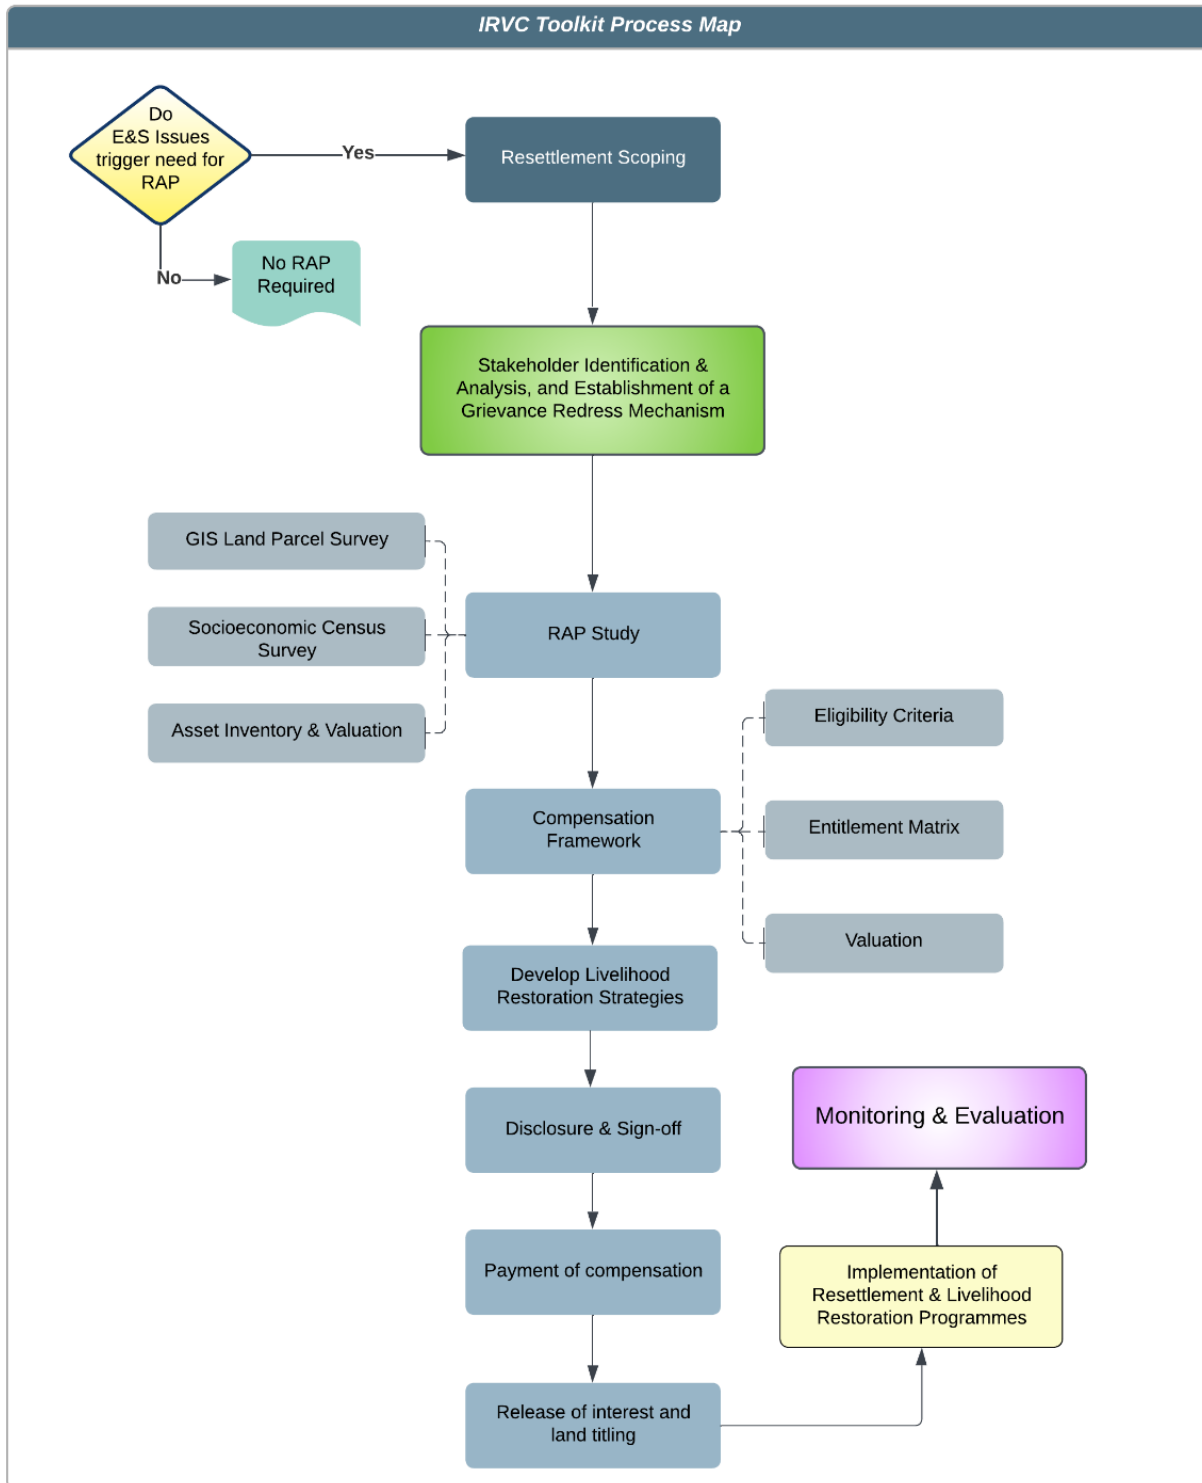 IRVC Toolkit Process Map
Do
E&S Issues
trigger need for
RAP
Yes
Resettlement Scoping
No
No RAP
Required
Stakeholder Identification &
Analysis, and Establishment of a
Grievance Redress Mechanism
GIS Land Parcel Survey
Socioeconomic Census
Survey
Asset Inventory & Valuation
RAP Study
Eligibility Criteria
Entitlement Matrix
Valuation
Compensation
Framework
Develop Livelihood
Restoration Strategies
Disclosure & Sign-off
Payment of compensation
Release of interest and
land titling
Implementation of
Resettlement & Livelihood
Restoration Programmes
Monitoring & Evaluation